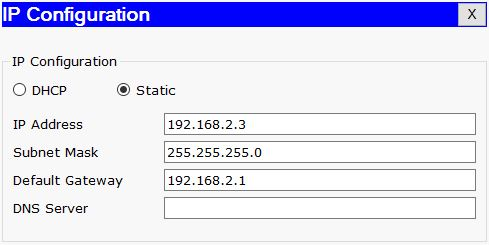 IP Configuration X
IP Configuration
DHCP Static
IP Address 192.168.2.3
Subnet Mask 255.255.255.0
Default Gateway 192.168.2.1
DNS Server